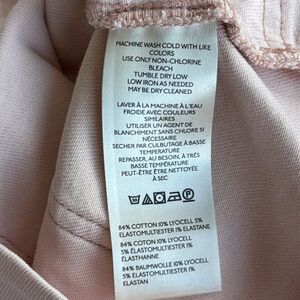 MACHINE WASH COLD WITH LIKE
COLORS
USE ONLY NON-CHLORINE
BLEACH
TUMBLE DRY LOW
LOW IRON AS NEEDED
MAY BE DRY CLEANED
LAVER À LA MACHINE À L'EAU
FROIDE AVEC COULEURS
SIMILAIRES
UTILISER UN AGENT DE
BLANCHIMENT SANS CHLORE SI
NÉCESSAIRE
SECHER PAR CULBUTAGE À BASSE
TEMPERATURE
REPASSER, AU BESOIN, À TRÈS
BASSE TEMPERATURE
PEUT-ÊTRE ÊTRE NETTOYÉE
À SEC
84% COTTON 10% LYOCELL 5%
ELASTOMULTIESTER 1% ELASTANE
84% COTON 10% LYOCELL 5%
ÉLASTOMULTIESTER 1%
ÉLASTHANNE
84% BAUMWOLLE 10% LYOCELL 5%
ELASTOMULTIESTER 1%
ELASTAN